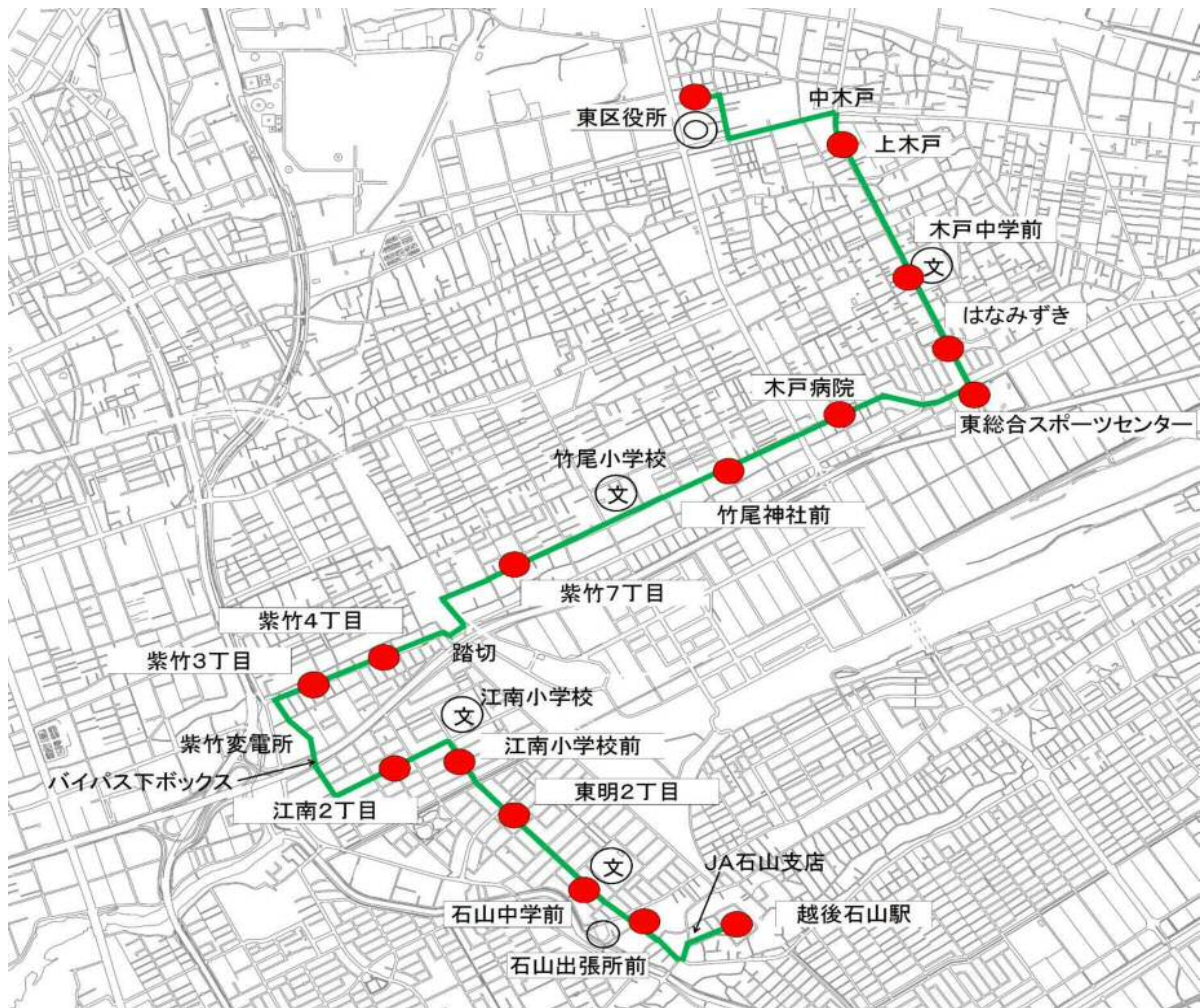 中木戸
東区役所
上木戸
木戸中学前
文
はなみずき
木戸病院
東総合スポーツセンター
竹尾小学校
文
竹尾神社前
紫竹7丁目
紫竹4丁目
踏切
紫竹3丁目
江南小学校
文
紫竹変電所
江南小学校前
バイパス下ボックス
東明2丁目
江南2丁目
文
JA石山支店
石山中学前
越後石山駅
石山出張所前